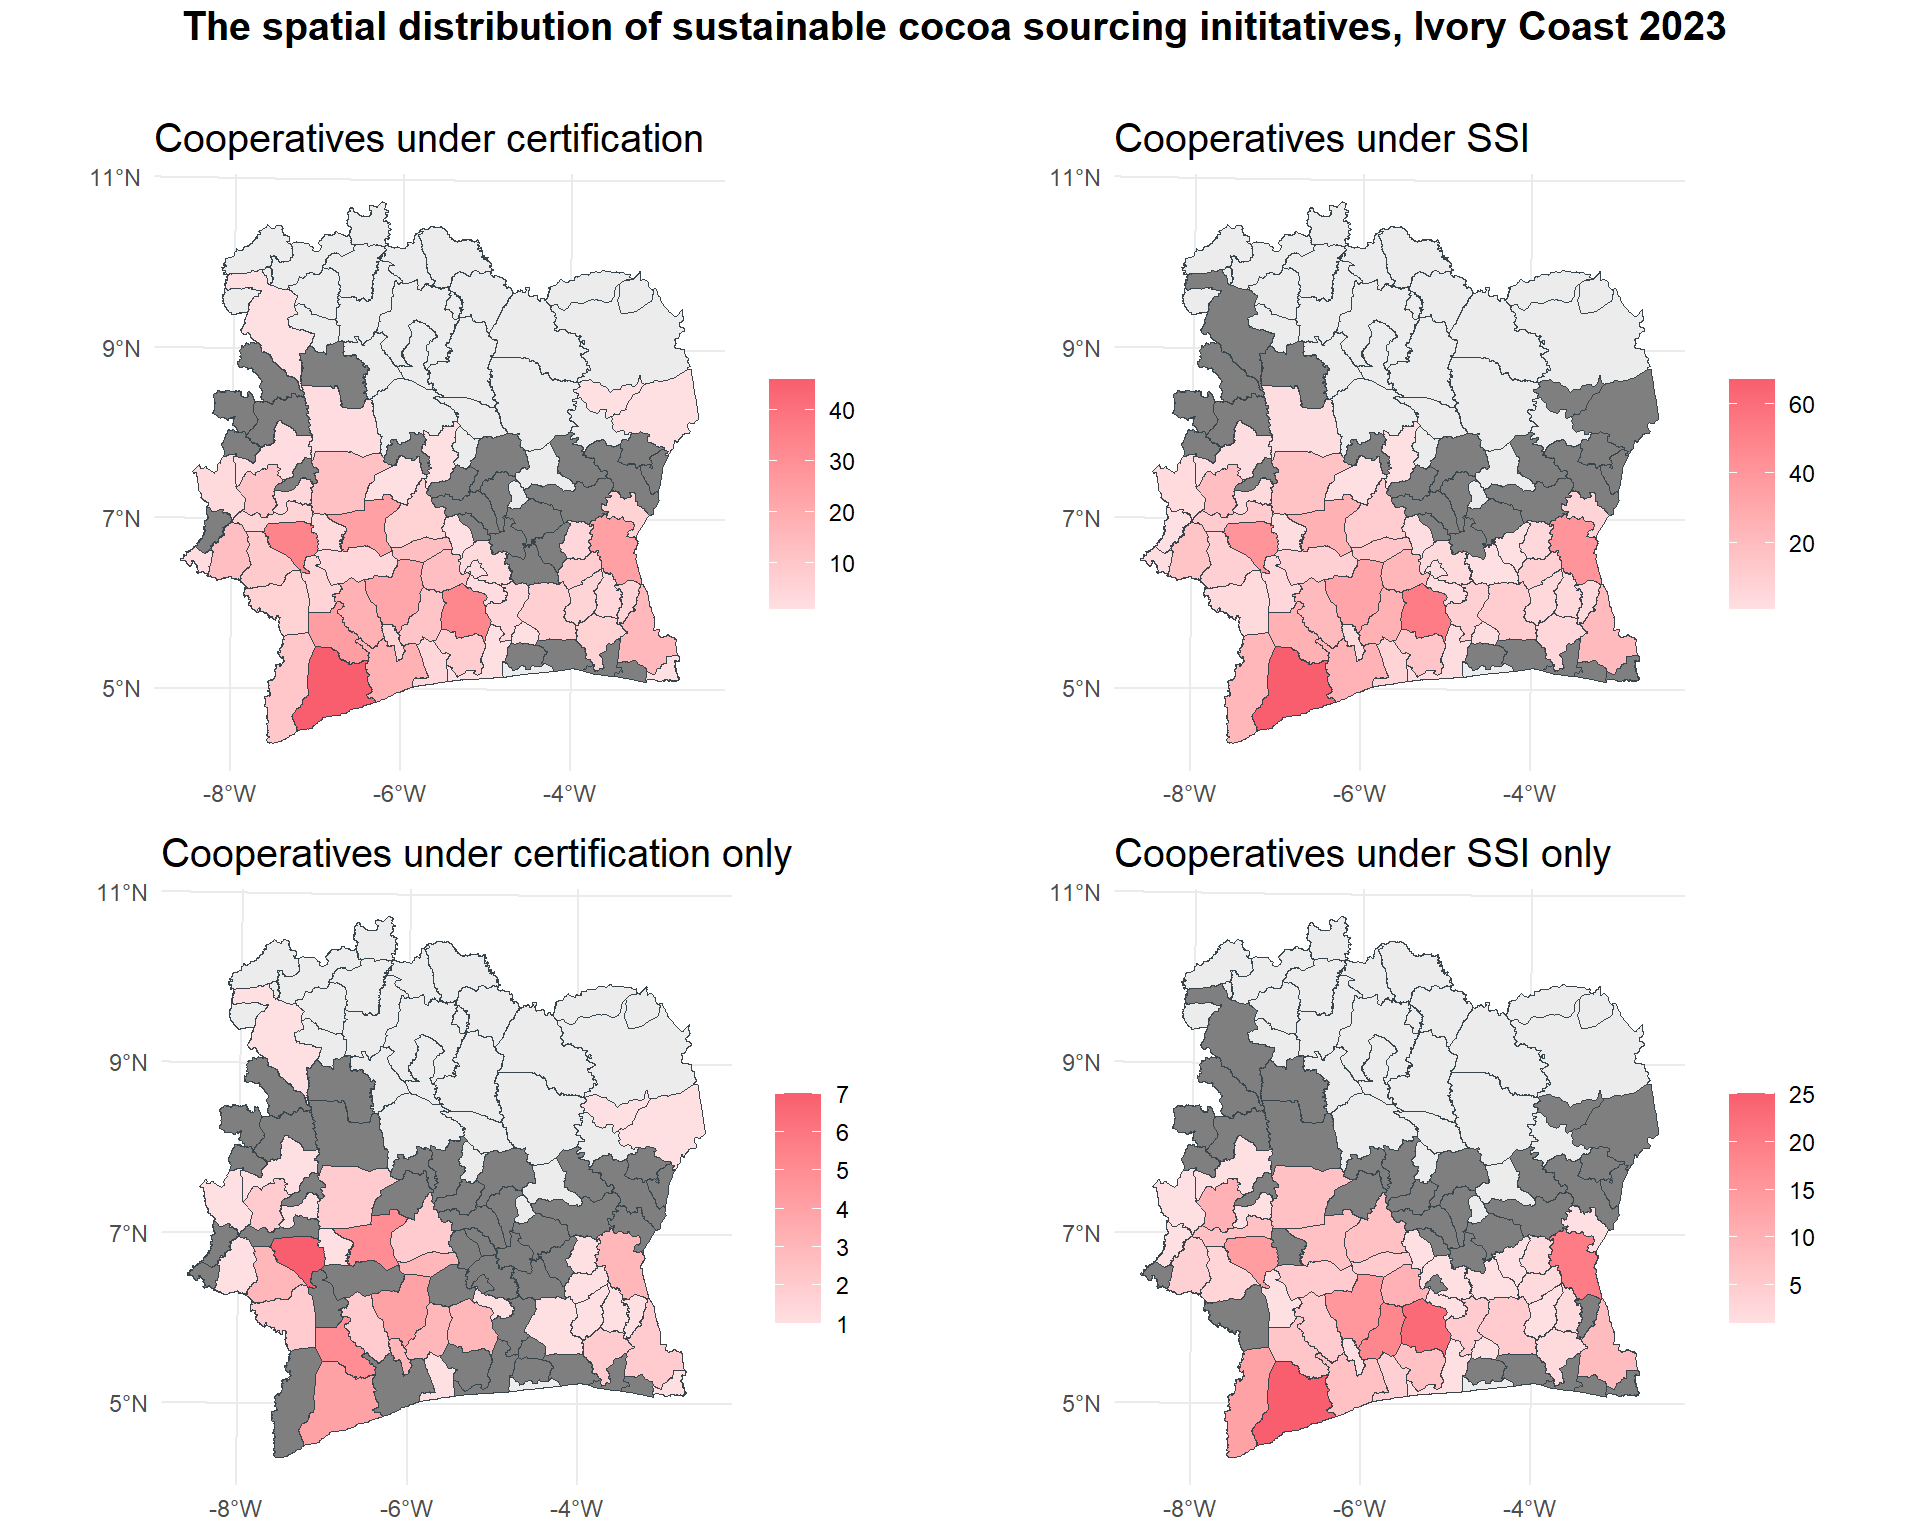 The spatial distribution of sustainable cocoa sourcing inititatives, Ivory Coast 2023
Cooperatives under certification
11°N
9°N
7°N
5°N
-8°W
-6°W
-4°W
40
30
20
10
Cooperatives under SSI
11°N
9°N
7°N
5°N
-8°W
-6°W
-4°W
60
40
20
Cooperatives under certification only
11°N
9°N
7°N
5°N
-8°W
-6°W
-4°W
7
6
5
4
3
2
1
Cooperatives under SSI only
11°N
9°N
7°N
5°N
-8°W
-6°W
-4°W
25
20
15
10
5